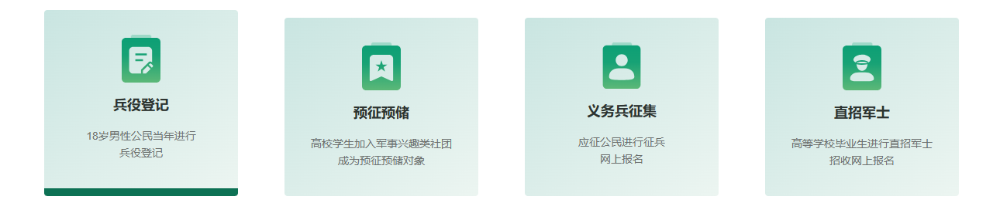 兵役登记
18岁男性公民当年进行
兵役登记
预征预储
高校学生加入军事兴趣类社团
成为预征预储对象
义务兵征集
应征公民进行征兵
网上报名
直招军士
高等学校毕业生进行直招军士
招收网上报名